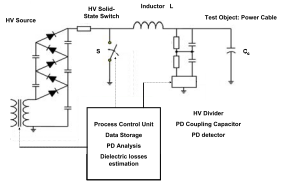 HV Solid-
State Switch
Inductor L
Test Object: Power Cable
HV Source
S
Cc
Process Control Unit
Data Storage
PD Analysis
Dielectric losses
estimation
HV Divider
PD Coupling Capacitor
PD detector